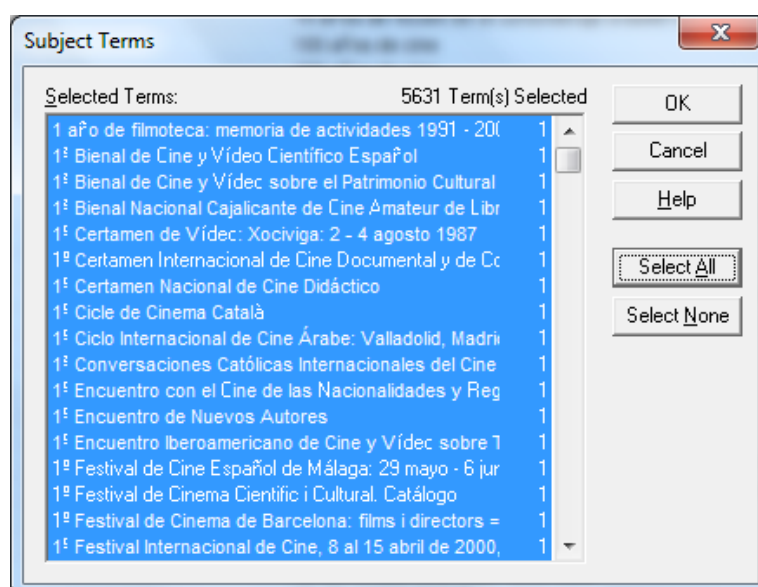 Subject Terms
Selected Terms: 5631 Term(s) Selected
1 año de filmoteca: memoria de actividades 1991 - 200 1
1ª Bienal de Cine y Vídeo Científico Español 1
1ª Bienal de Cine y Vídeo sobre el Patrimonio Cultural 1
1ª Bienal Nacional Cajalicante de Cine Amateur de Libr 1
1º Certamen de Vídeo: Xociviga: 2 - 4 agosto 1987 1
1º Certamen Internacional de Cine Documental y de Co 1
1º Certamen Nacional de Cine Didáctico 1
1º Cicle de Cinema Català 1
1º Ciclo Internacional de Cine Árabe: Valladolid, Madri 1
1ª Conversaciones Católicas Internacionales del Cine 1
1º Encuentro con el Cine de las Nacionalidades y Reg 1
1º Encuentro de Nuevos Autores 1
1º Encuentro Iberoamericano de Cine y Vídeo sobre T 1
1º Festival de Cine Español de Málaga: 29 mayo - 6 jun 1
1º Festival de Cinema Cientific i Cultural. Catálogo 1
1º Festival de Cinema de Barcelona: films i directors = 1
1º Festival Internacional de Cine, 8 al 15 abril de 2000, 1
OK
Cancel
Help
Select All
Select None